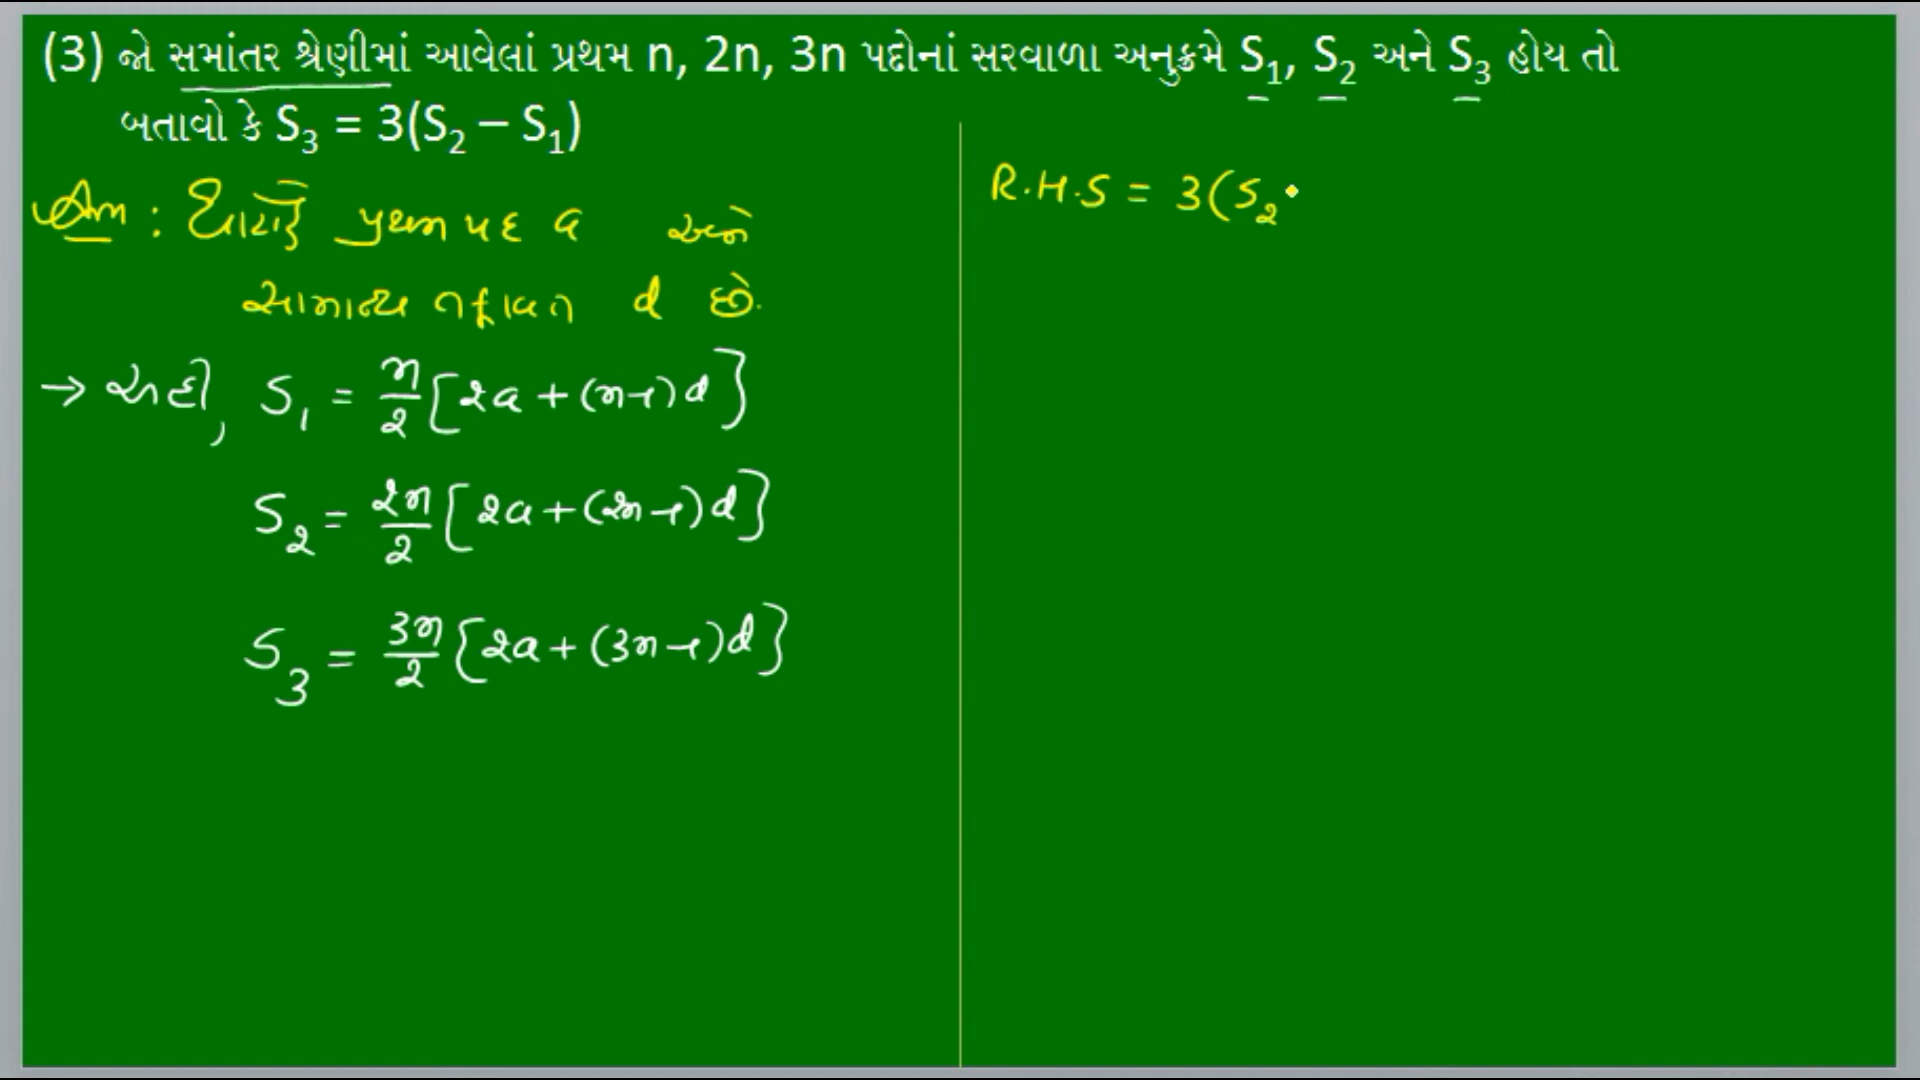 (3) જો સમાંતર શ્રેણીમાં આવેલાં પ્રથમ n, 2n, 3n પદોનાં સરવાળા અનુક્રમે S₁, S₂ અને S₃ હોય તો
બતાવો કે S₃ = 3(S₂ – S₁)
: ધારોકે પ્રથમ પદ a અને
સામાન્ય તફાવત d છે.
→ અહીં, S₁ = n/2 [2a + (n-1)d]
S₂ = 2n/2 [2a + (2n-1)d]
S₃ = 3n/2 [2a + (3n-1)d]
R.H.S = 3(S₂